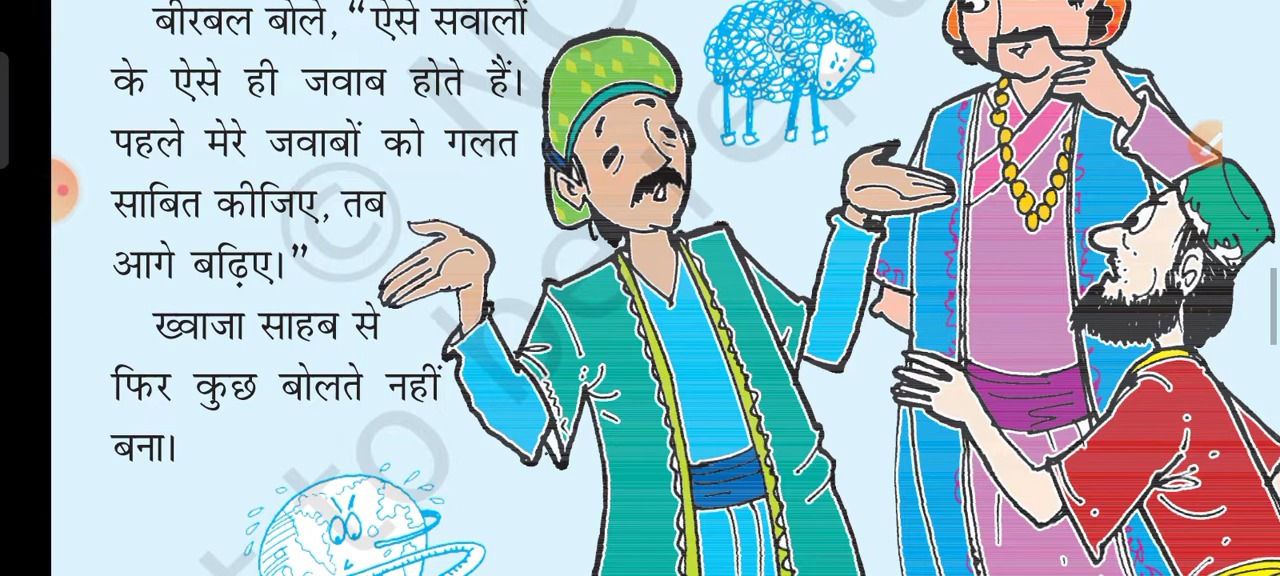 बीरबल बोले, “ऐसे सवालों
के ऐसे ही जवाब होते हैं।
पहले मेरे जवाबों को गलत
साबित कीजिए, तब
आगे बढ़िए।”
ख्वाजा साहब से
फिर कुछ बोलते नहीं
बना।